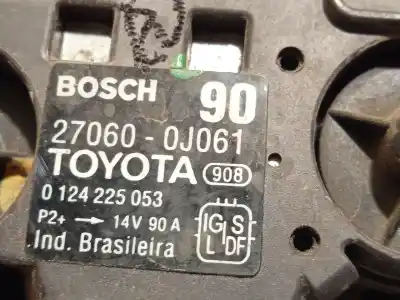 BOSCH 90
27060 - 0J061
TOYOTA 908
0 124 225 053
P2+ → 14V 90 A
Ind. Brasileira
IG S
L DF